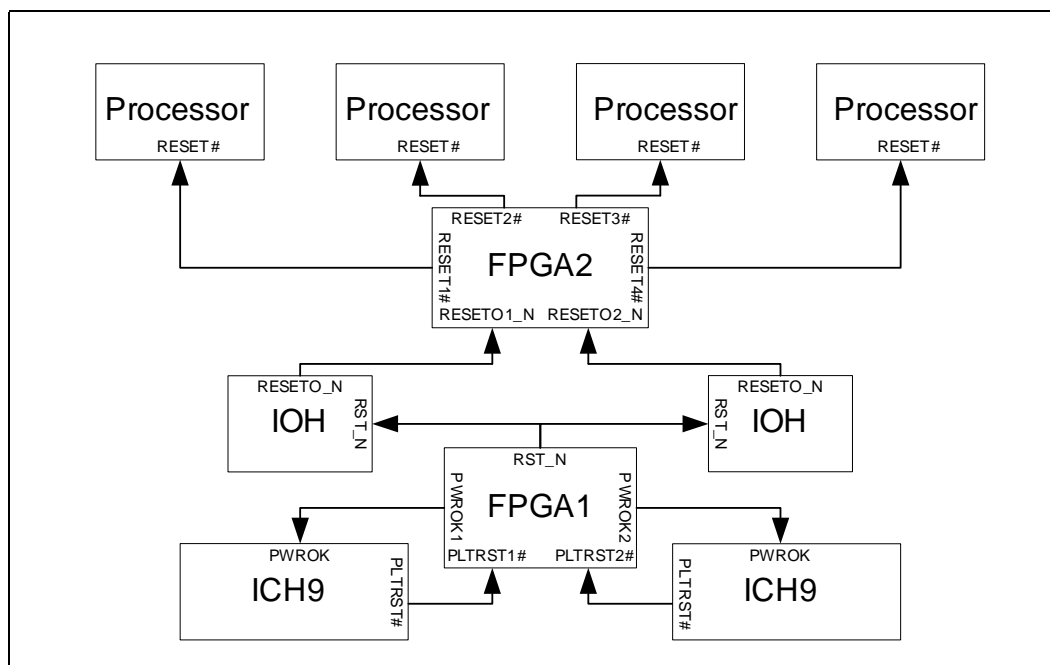 Processor
RESET#
Processor
RESET#
Processor
RESET#
Processor
RESET#
RESET2#
RESET3#
RESET1#
FPGA2
RESET4#
RESETO1_N
RESETO2_N
RESETO_N
IOH
RST_N
RESETO_N
RST_N
IOH
RST_N
PWROK1
FPGA1
PWROK2
PLTRST1#
PLTRST2#
PWROK
ICH9
PLTRST#
PWROK
PLTRST#
ICH9